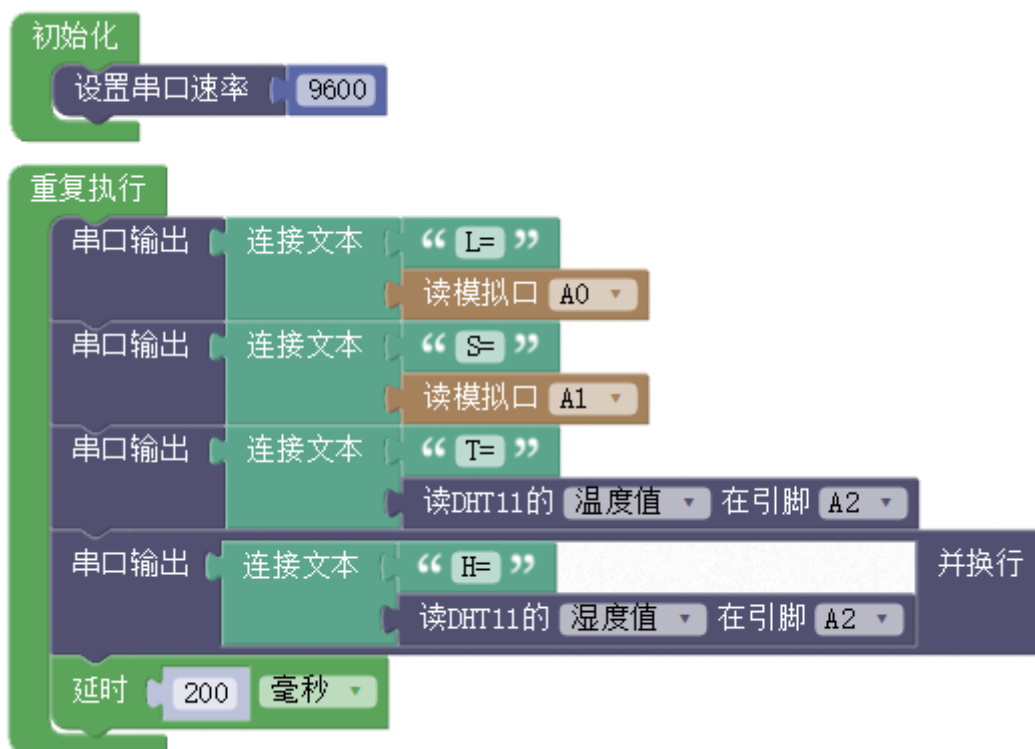 初始化
设置串口速率 9600
重复执行
串口输出 连接文本 “ L= ”
读模拟口 A0
串口输出 连接文本 “ S= ”
读模拟口 A1
串口输出 连接文本 “ T= ”
读DHT11的 温度值 在引脚 A2
串口输出 连接文本 “ H= ” 并换行
读DHT11的 湿度值 在引脚 A2
延时 200 毫秒